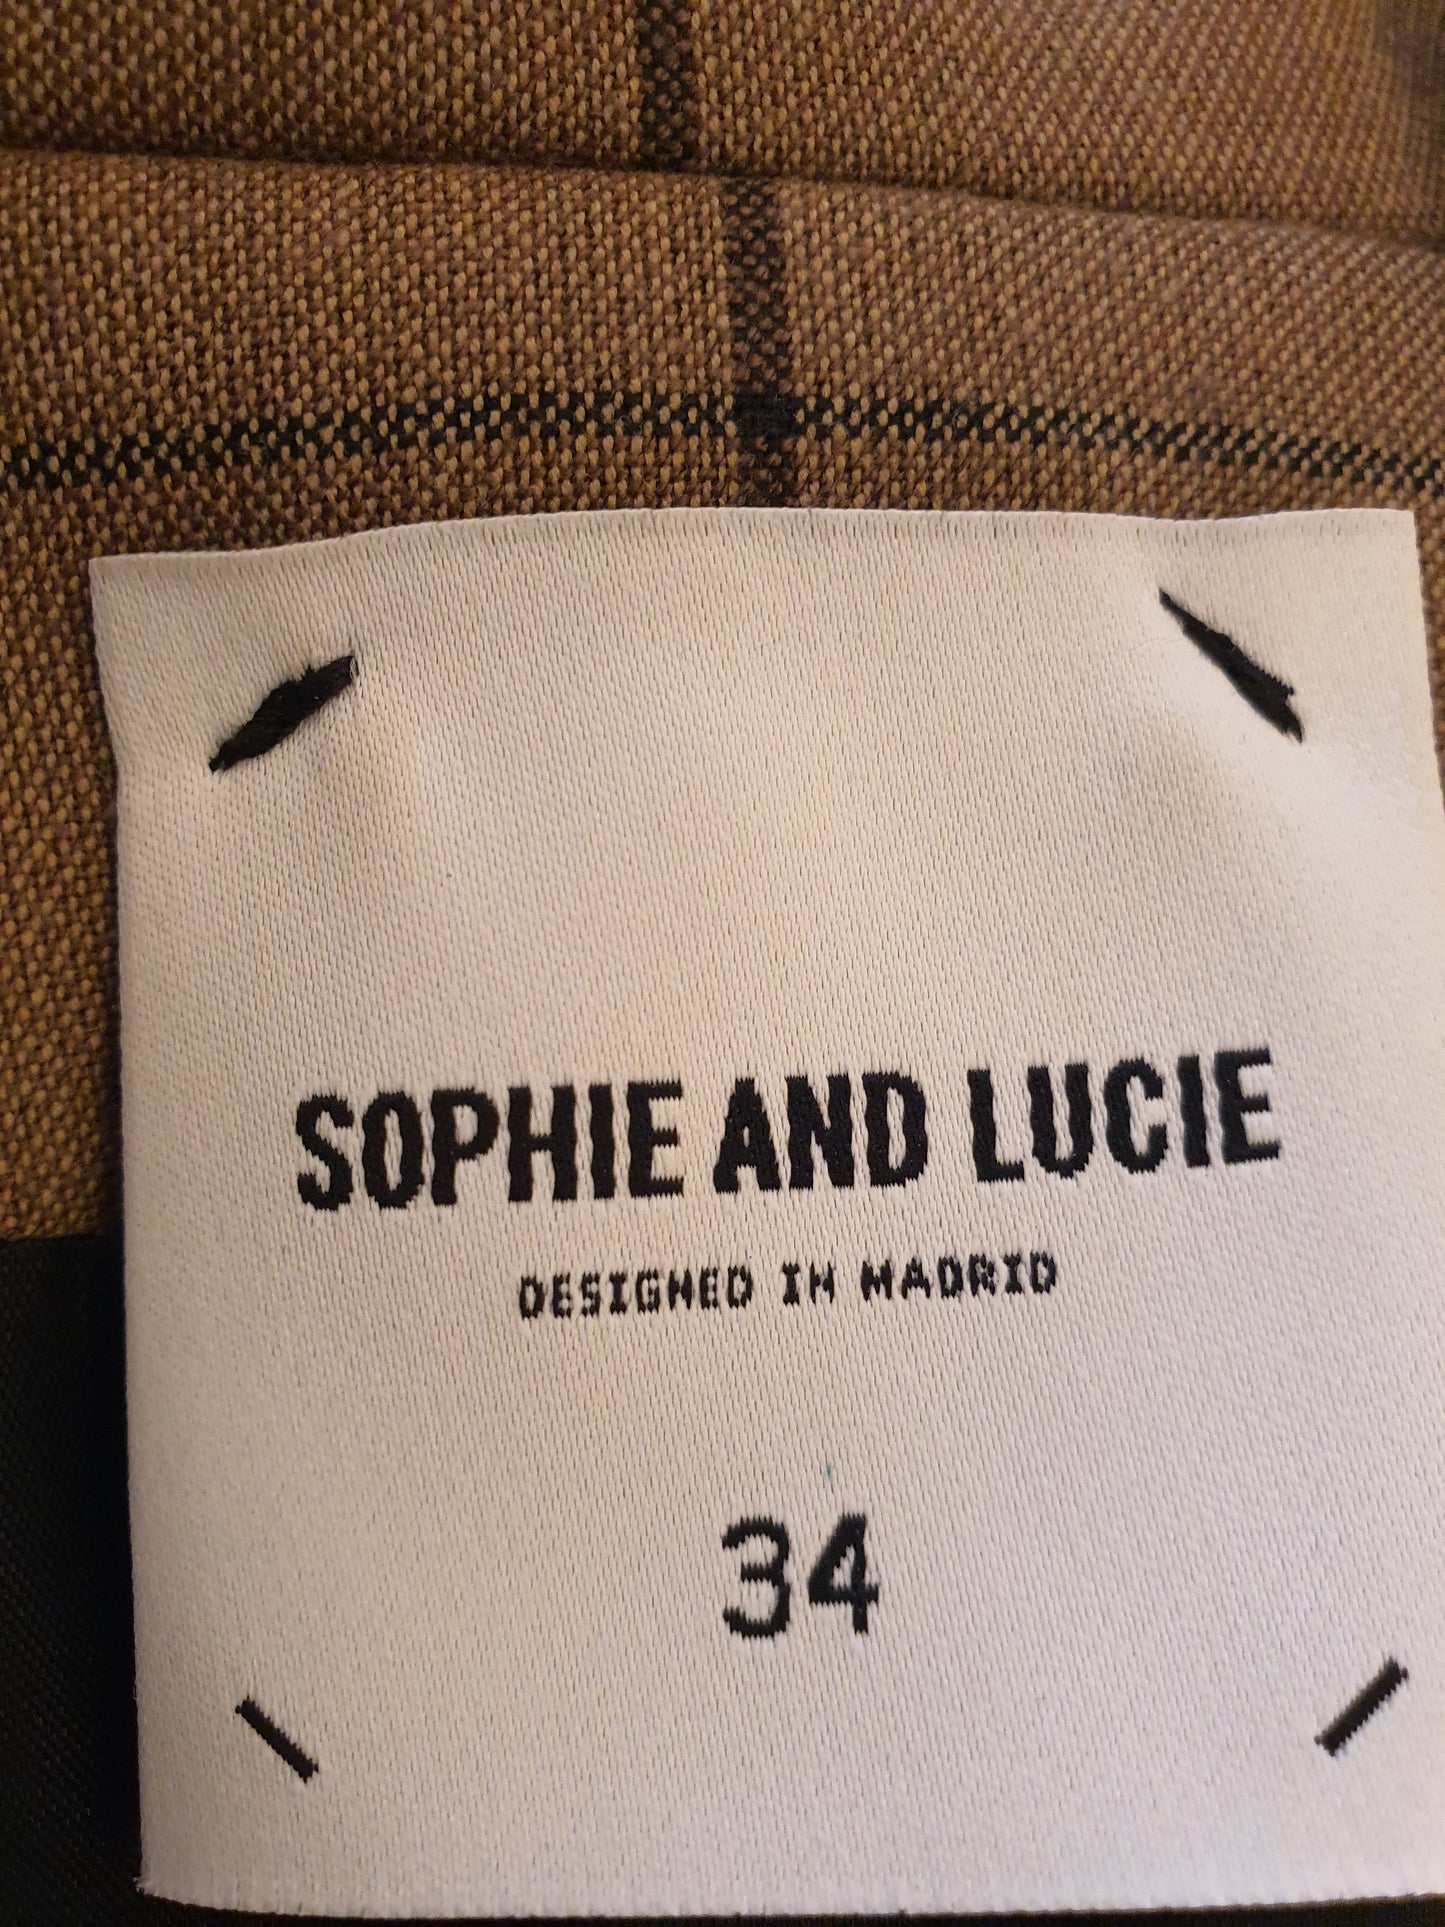 SOPHIE AND LUCIE
DESIGNED IN MADRID
34